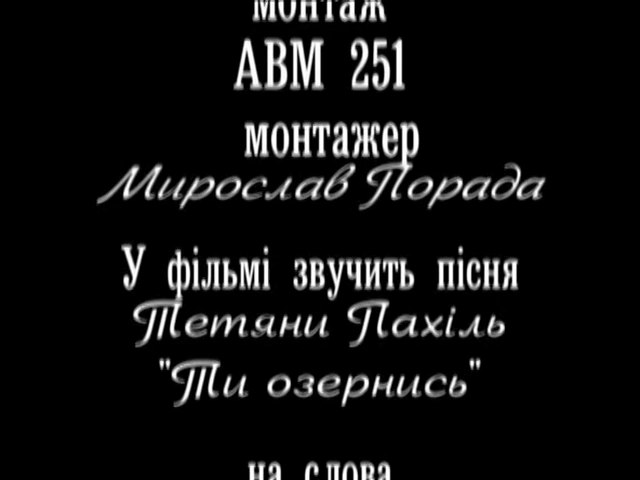 монтаж
АВМ 251
монтажер
Мирослав Порада
У фільмі звучить пісня
Тетяни Пахіль
"Ти озернись"
на слова